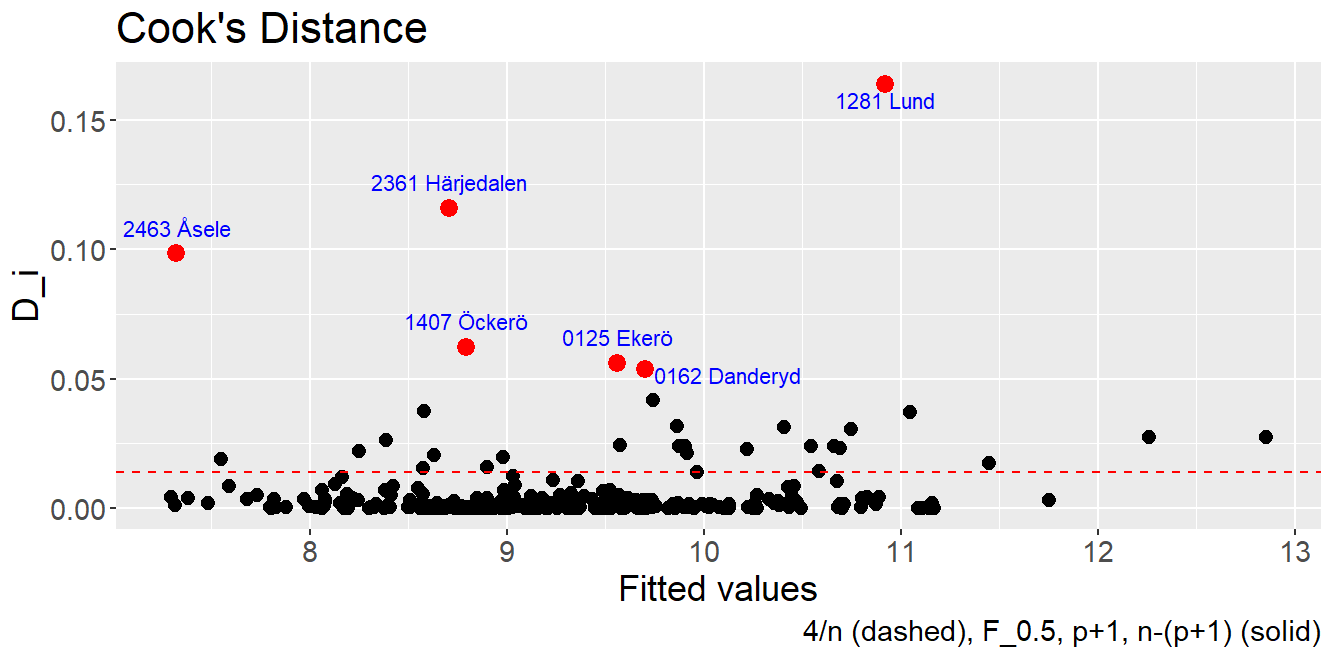 Cook's Distance
D_i
0.15
0.10
0.05
0.00
1281 Lund
2361 Härjedalen
2463 Åsele
1407 Öckerö
0125 Ekerö
0162 Danderyd
8 9 10 11 12 13
Fitted values
4/n (dashed), F_0.5, p+1, n-(p+1) (solid)